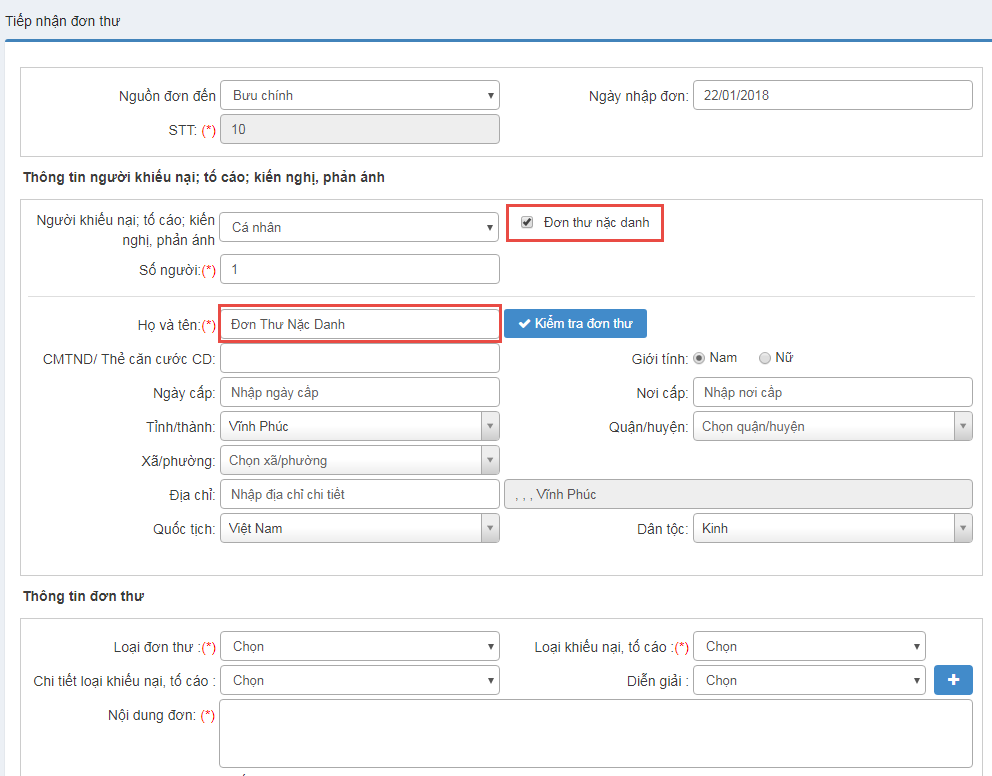 Tiếp nhận đơn thư
Nguồn đơn đến Bưu chính Ngày nhập đơn: 22/01/2018
STT: (*) 10
Thông tin người khiếu nại; tố cáo; kiến nghị, phản ánh
Người khiếu nại; tố cáo; kiến nghị, phản ánh Cá nhân Đơn thư nặc danh
Số người:(*) 1
Họ và tên:(*) Đơn Thư Nặc Danh Kiểm tra đơn thư
CMTND/ Thẻ căn cước CD: Giới tính: Nam Nữ
Ngày cấp: Nhập ngày cấp Nơi cấp: Nhập nơi cấp
Tỉnh/thành: Vĩnh Phúc Quận/huyện: Chọn quận/huyện
Xã/phường: Chọn xã/phường
Địa chỉ: Nhập địa chỉ chi tiết , , , Vĩnh Phúc
Quốc tịch: Việt Nam Dân tộc: Kinh
Thông tin đơn thư
Loại đơn thư :(*) Chọn Loại khiếu nại, tố cáo :(*) Chọn
Chi tiết loại khiếu nại, tố cáo : Chọn Diễn giải : Chọn
Nội dung đơn: (*)